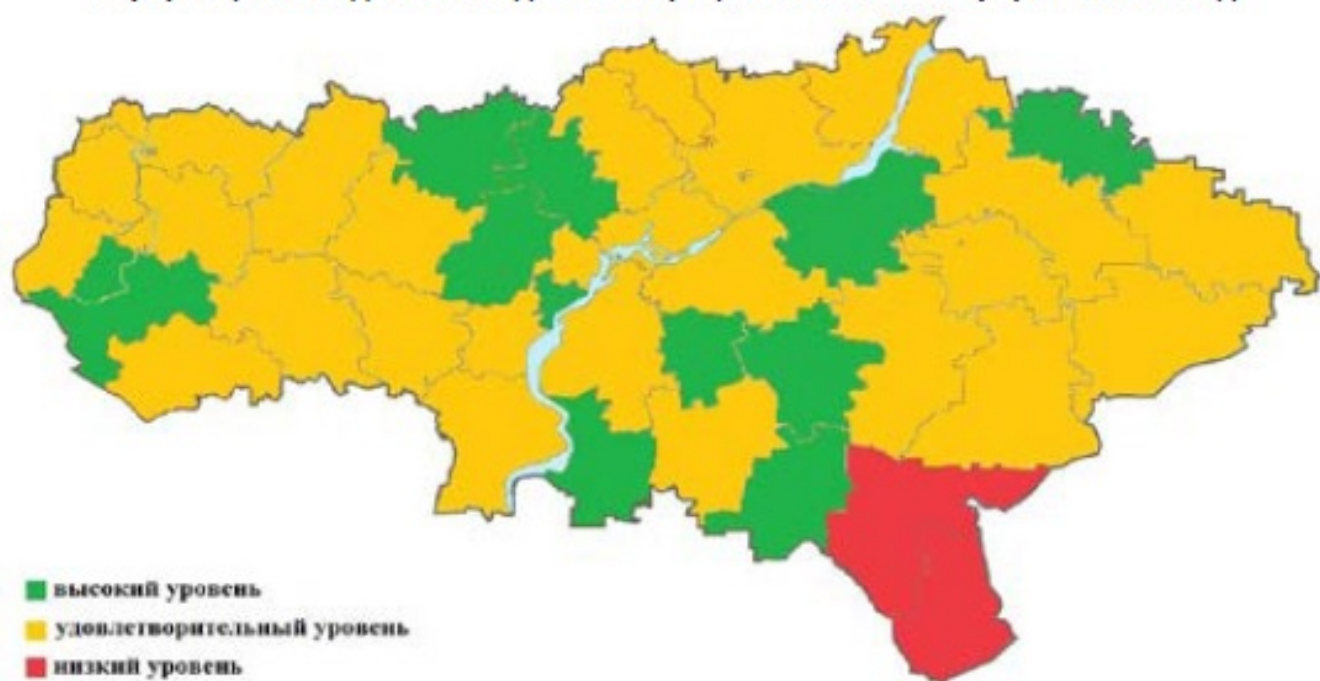 высокий уровень
удовлетворительный уровень
низкий уровень